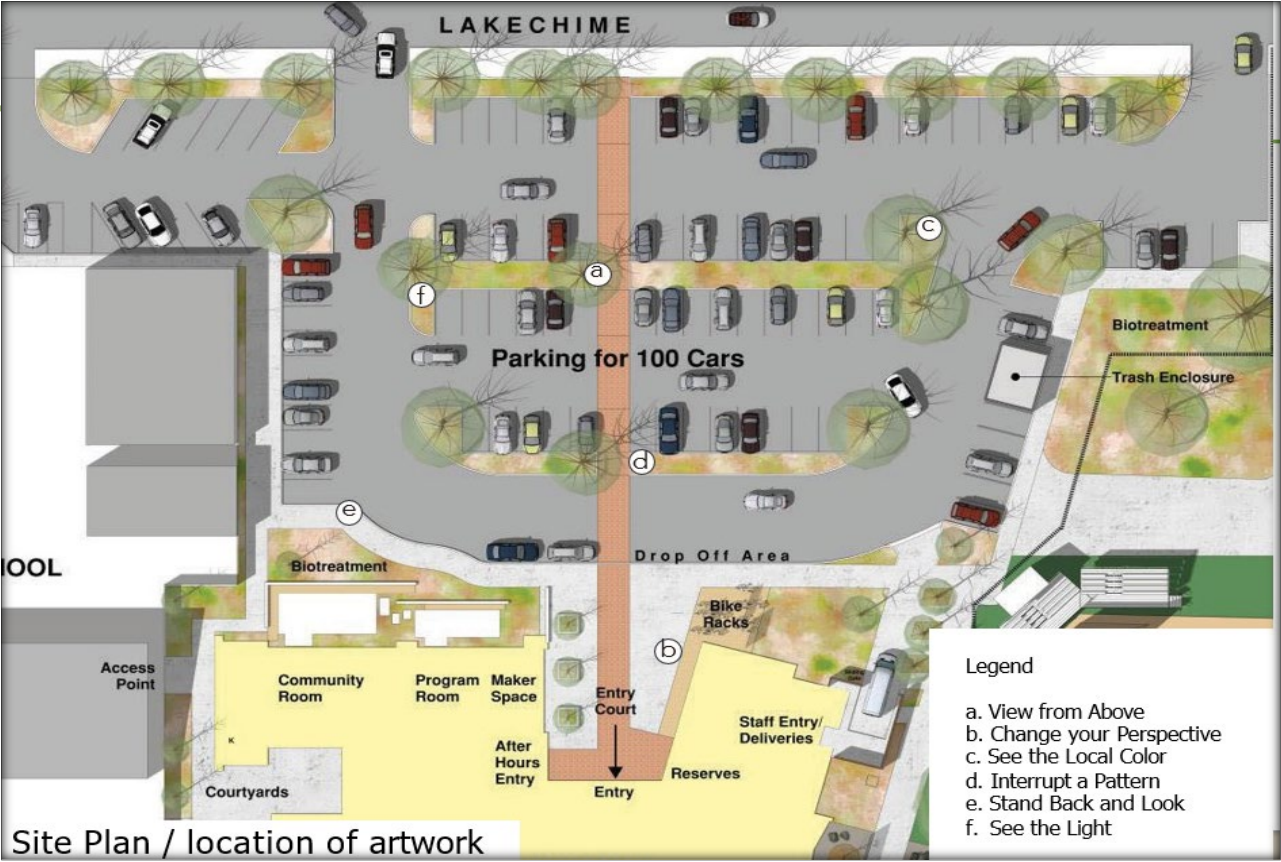 LAKECHIME
c
a
f
Biotreatment
Parking for 100 Cars
Trash Enclosure
d
e
Drop Off Area
IOOL
Biotreatment
Bike
Racks
b
Access
Point
Community
Room
Program
Room
Maker
Space
Entry
Court
Staff Entry/
Deliveries
K
After
Hours
Entry
Reserves
Courtyards
Entry
Legend
a. View from Above
b. Change your Perspective
c. See the Local Color
d. Interrupt a Pattern
e. Stand Back and Look
f. See the Light
Site Plan / location of artwork